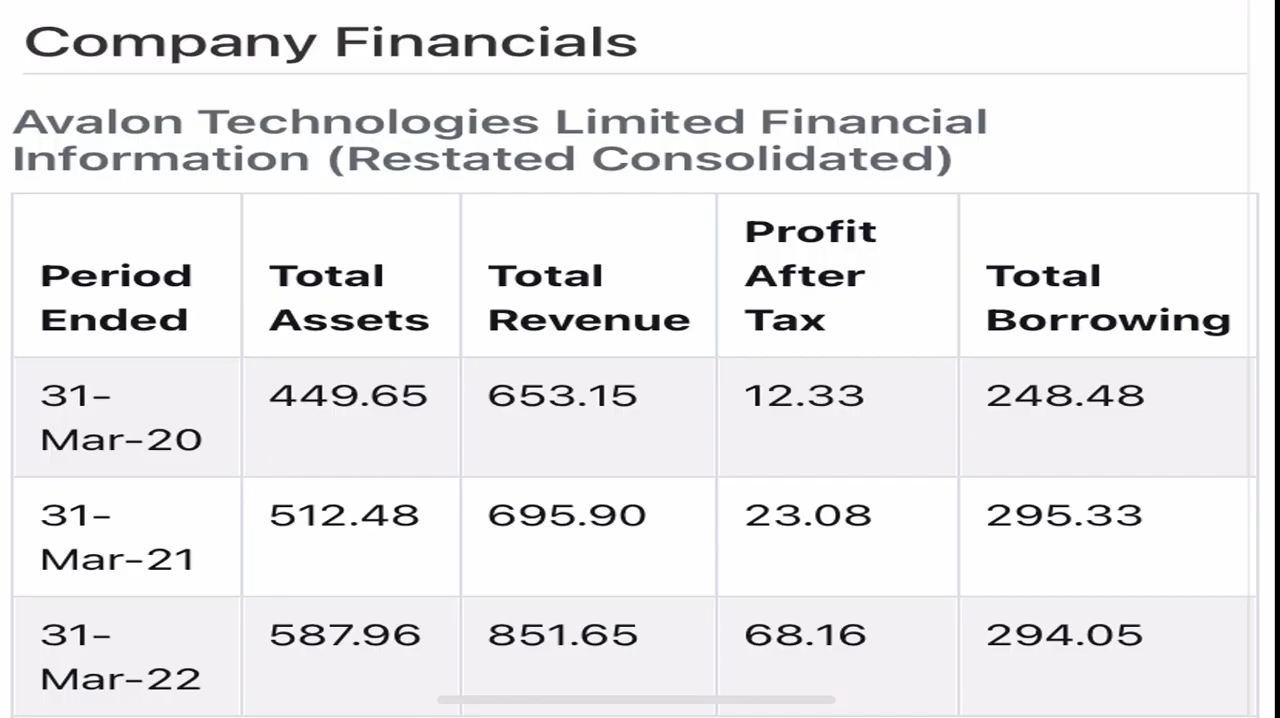 Company Financials
Avalon Technologies Limited Financial
Information (Restated Consolidated)
Period Ended | Total Assets | Total Revenue | Profit After Tax | Total Borrowing
31-Mar-20 | 449.65 | 653.15 | 12.33 | 248.48
31-Mar-21 | 512.48 | 695.90 | 23.08 | 295.33
31-Mar-22 | 587.96 | 851.65 | 68.16 | 294.05